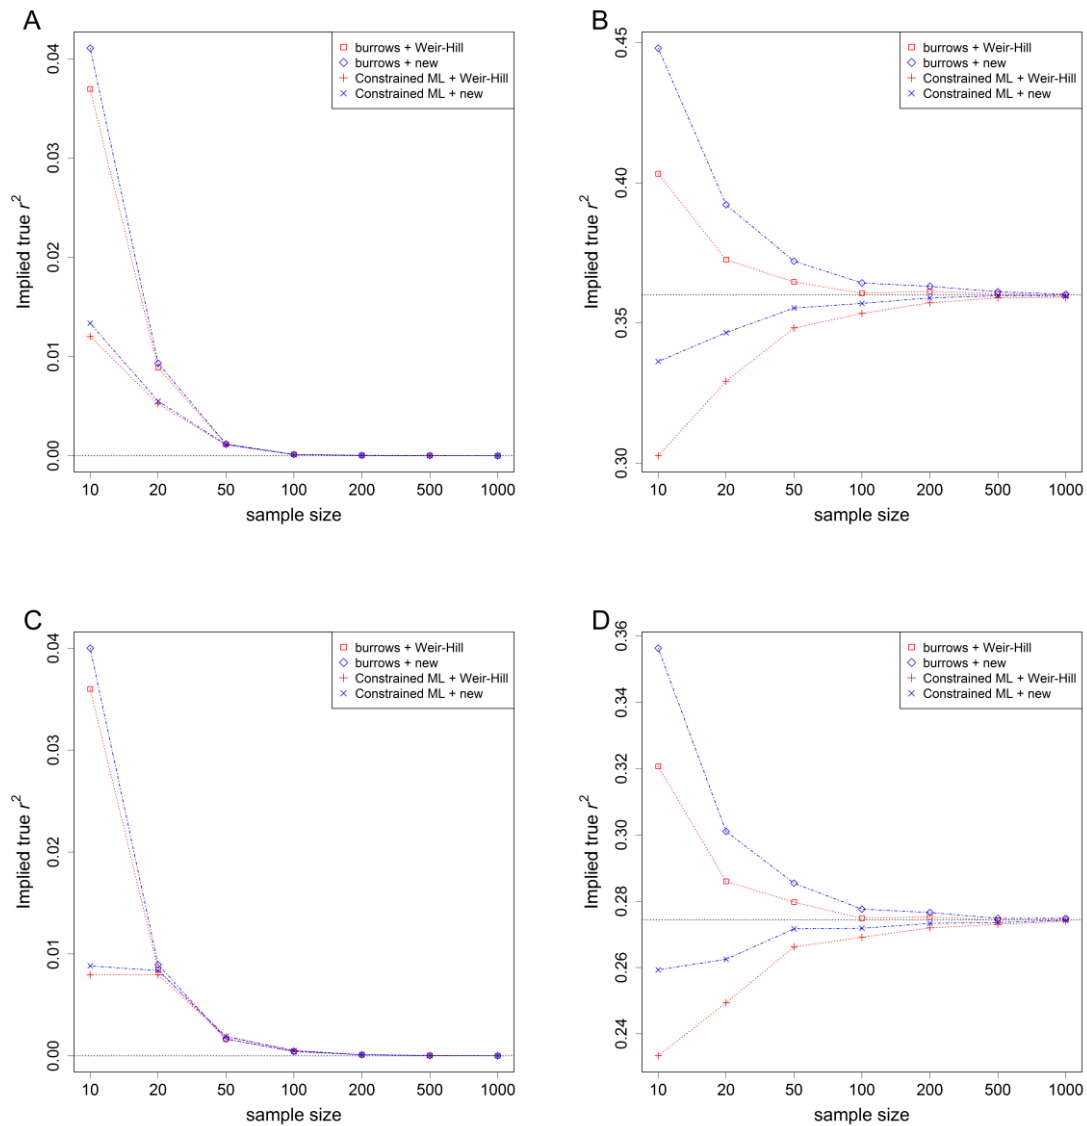 A
burrows + Weir-Hill
burrows + new
Constrained ML + Weir-Hill
Constrained ML + new
0.04
0.03
0.02
0.01
0.00
Implied true r²
10 20 50 100 200 500 1000
sample size
B
burrows + Weir-Hill
burrows + new
Constrained ML + Weir-Hill
Constrained ML + new
0.45
0.40
0.35
0.30
Implied true r²
10 20 50 100 200 500 1000
sample size
C
burrows + Weir-Hill
burrows + new
Constrained ML + Weir-Hill
Constrained ML + new
0.04
0.03
0.02
0.01
0.00
Implied true r²
10 20 50 100 200 500 1000
sample size
D
burrows + Weir-Hill
burrows + new
Constrained ML + Weir-Hill
Constrained ML + new
0.36
0.34
0.32
0.30
0.28
0.26
0.24
Implied true r²
10 20 50 100 200 500 1000
sample size